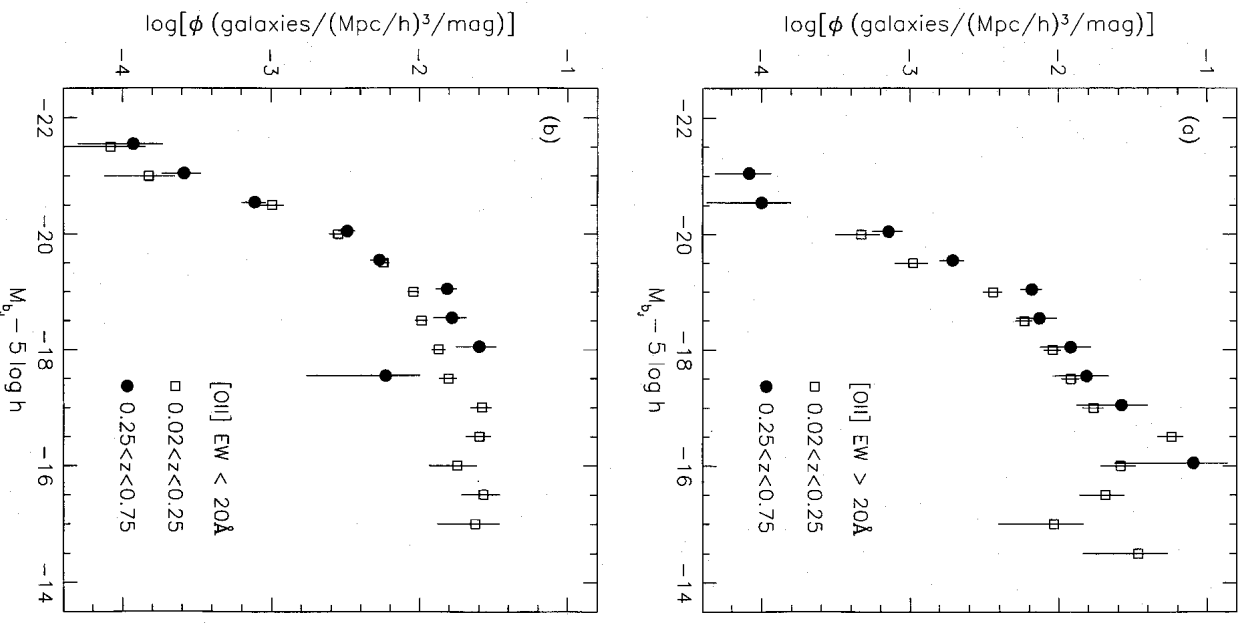 log[φ (galaxies/(Mpc/h)³/mag)]
−1
−2
−3
−4
(a)
[OII] EW > 20Å
0.02<z<0.25
0.25<z<0.75
−22
−20
−18
−16
−14
M_bJ − 5 log h
log[φ (galaxies/(Mpc/h)³/mag)]
−1
−2
−3
−4
(b)
[OII] EW < 20Å
0.02<z<0.25
0.25<z<0.75
−22
−20
−18
−16
−14
M_bJ − 5 log h